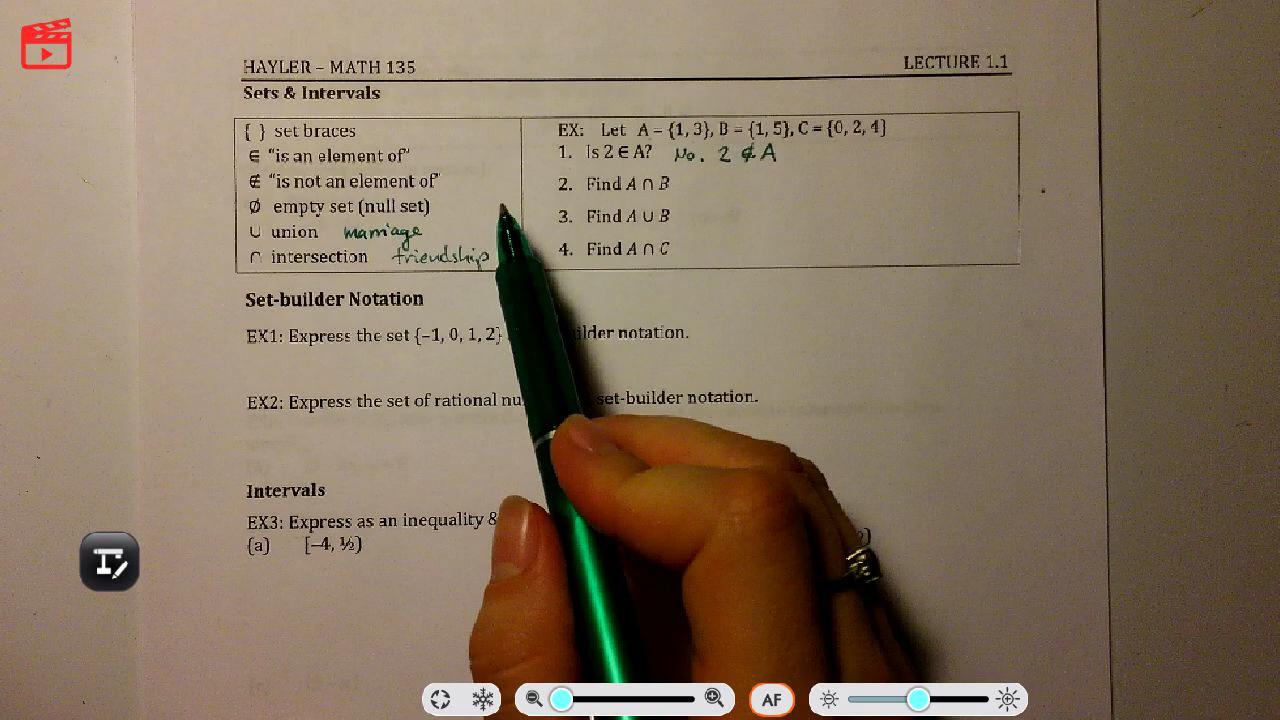 HAYLER – MATH 135 LECTURE 1.1
Sets & Intervals
{ } set braces
∈ "is an element of"
∉ "is not an element of"
∅ empty set (null set)
∪ union marriage
∩ intersection friendship
EX: Let A = {1, 3}, B = {1, 5}, C = {0, 2, 4}
1. Is 2 ∈ A? No. 2 ∉ A
2. Find A ∩ B
3. Find A ∪ B
4. Find A ∩ C
Set-builder Notation
EX1: Express the set {–1, 0, 1, 2} notation.
EX2: Express the set of rational set-builder notation.
Intervals
EX3: Express as an inequality &
(a) [–4, ½)
AF